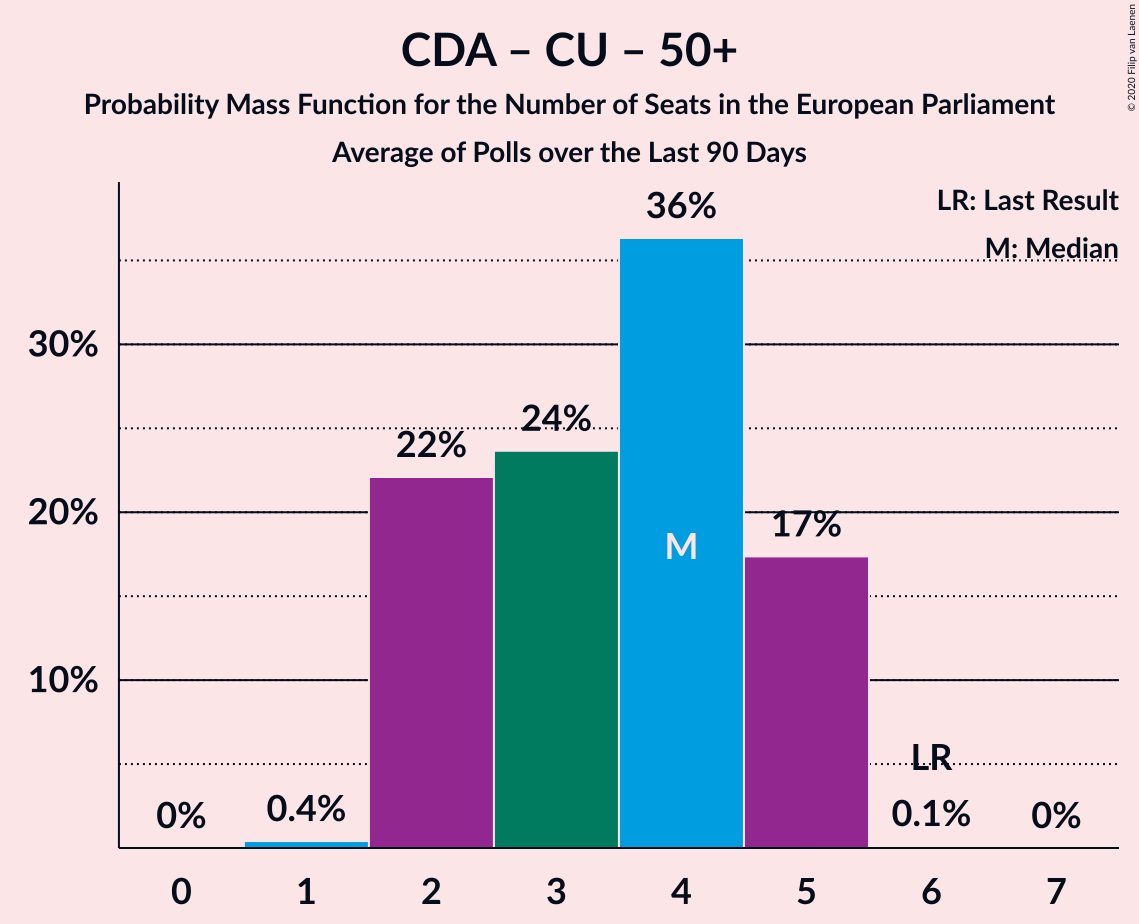 CDA – CU – 50+
Probability Mass Function for the Number of Seats in the European Parliament
Average of Polls over the Last 90 Days
© 2020 Filip van Laenen
LR: Last Result
M: Median
36%
30%
24%
22%
20%
17%
M
10%
LR
0%
0.4%
0.1%
0%
0 1 2 3 4 5 6 7